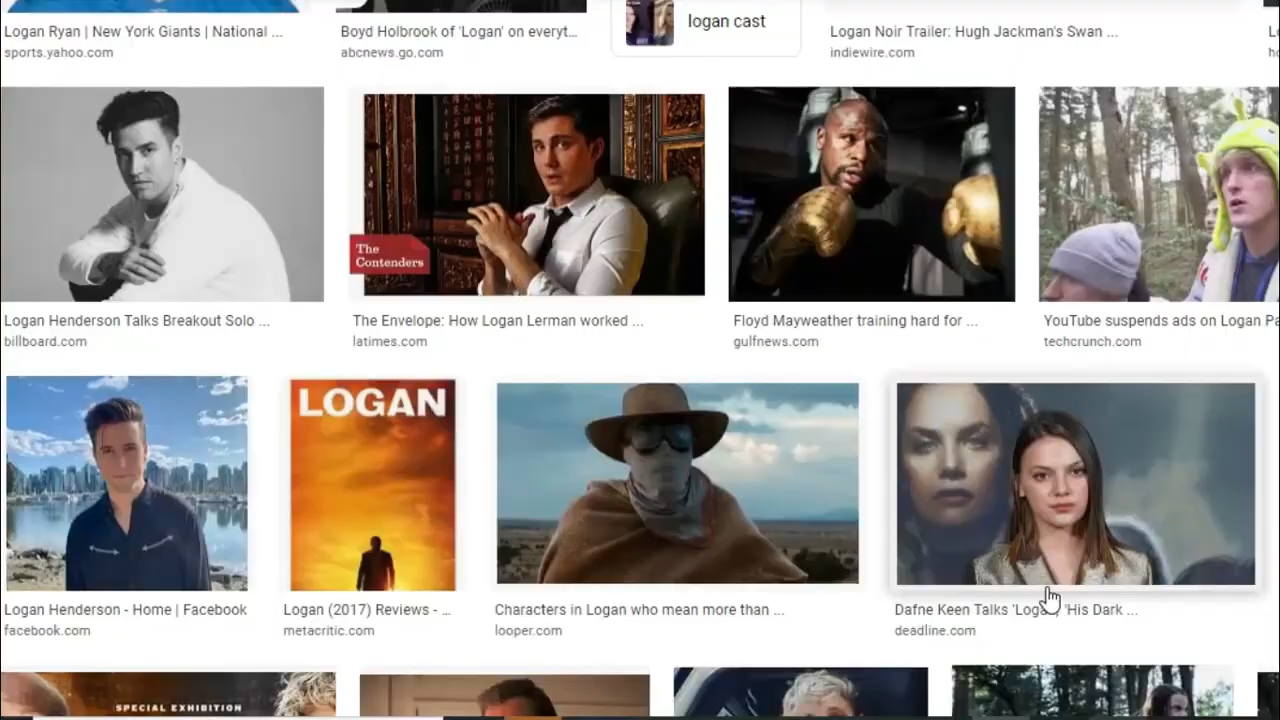 Logan Ryan | New York Giants | National ...
sports.yahoo.com
Boyd Holbrook of 'Logan' on everyt...
abcnews.go.com
logan cast
Logan Noir Trailer: Hugh Jackman's Swan ...
indiewire.com
The
Contenders
Logan Henderson Talks Breakout Solo ...
billboard.com
The Envelope: How Logan Lerman worked ...
latimes.com
Floyd Mayweather training hard for ...
gulfnews.com
YouTube suspends ads on Logan
techcrunch.com
LOGAN
Logan Henderson - Home | Facebook
facebook.com
Logan (2017) Reviews - ...
metacritic.com
Characters in Logan who mean more than ...
looper.com
Dafne Keen Talks 'Logan', 'His Dark ...
deadline.com
SPECIAL EXHIBITION